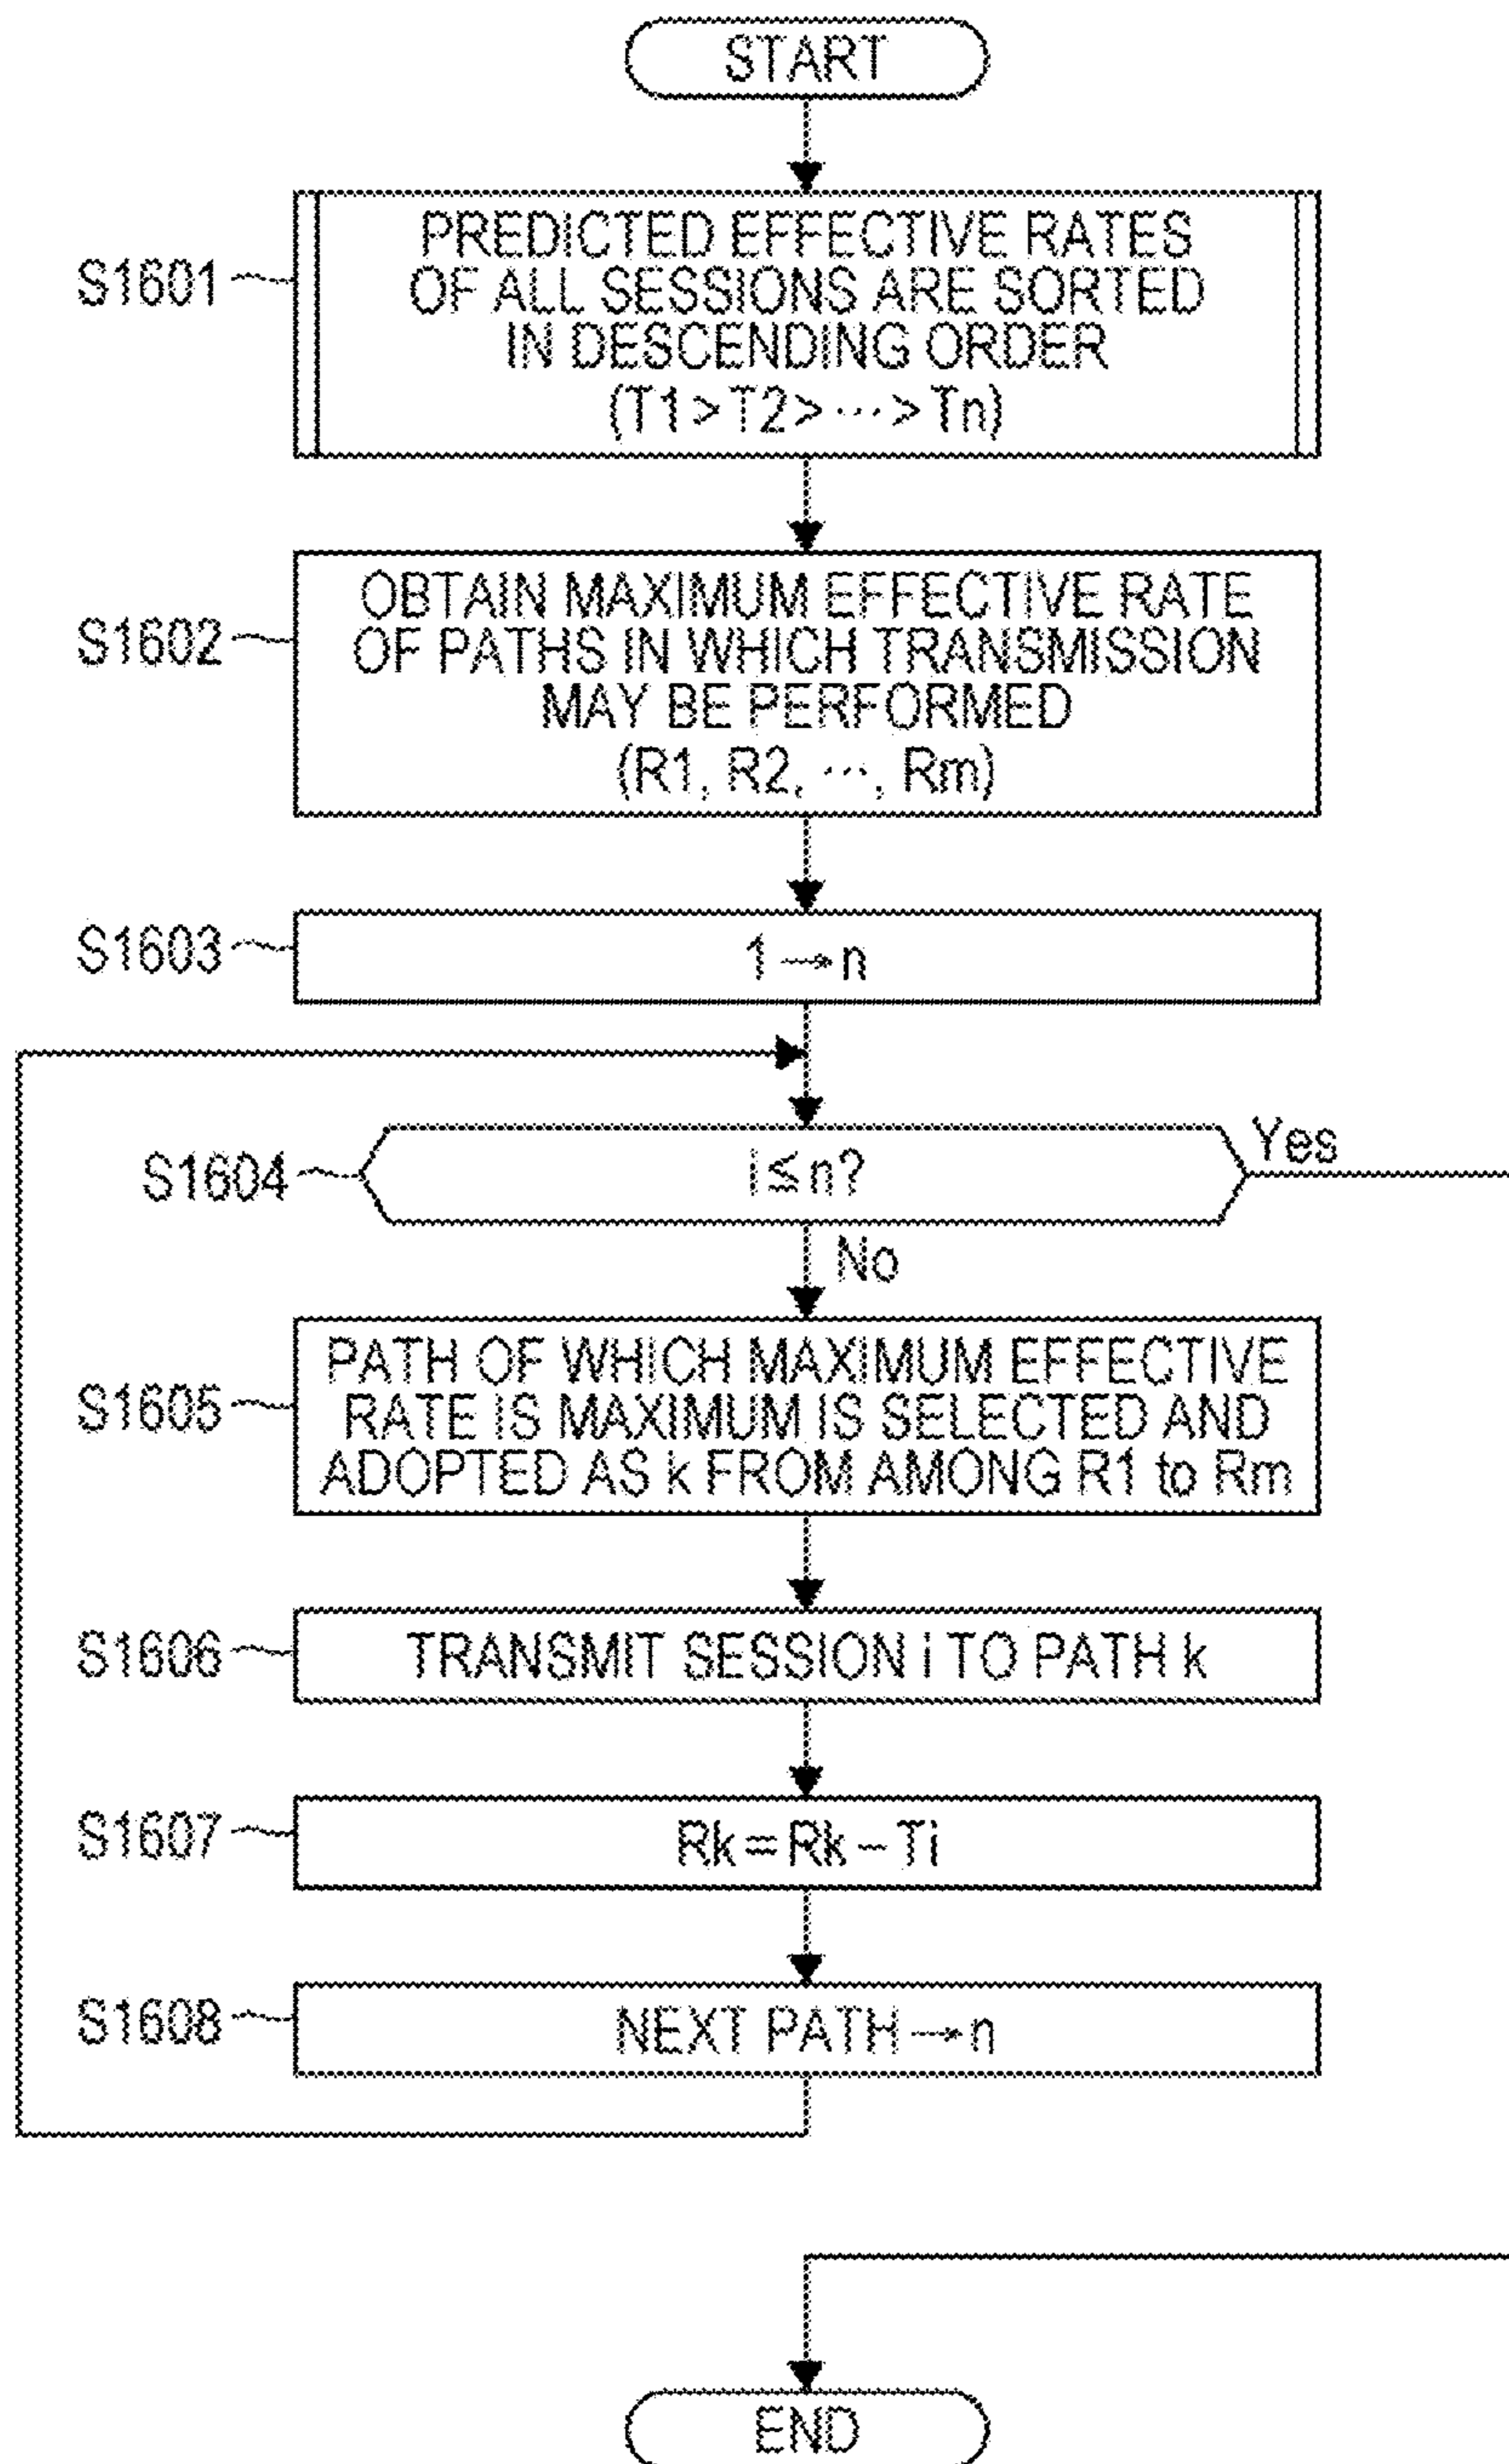 START
S1601
PREDICTED EFFECTIVE RATES
OF ALL SESSIONS ARE SORTED
IN DESCENDING ORDER
(T1 > T2 > ··· > Tn)
S1602
OBTAIN MAXIMUM EFFECTIVE RATE
OF PATHS IN WHICH TRANSMISSION
MAY BE PERFORMED
(R1, R2, ···, Rm)
S1603
1→n
S1604
i≦n?
Yes
No
S1605
PATH OF WHICH MAXIMUM EFFECTIVE
RATE IS MAXIMUM IS SELECTED AND
ADOPTED AS k FROM AMONG R1 to Rm
S1606
TRANSMIT SESSION i TO PATH k
S1607
Rk = Rk – Ti
S1608
NEXT PATH→n
END